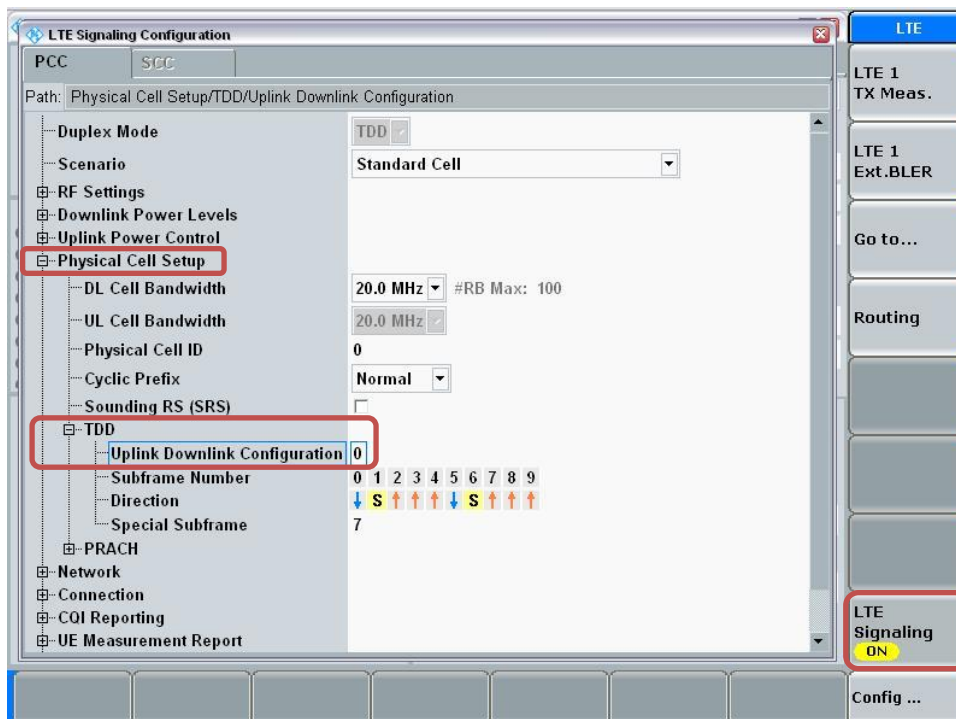 LTE Signaling Configuration
PCC SCC
Path: Physical Cell Setup/TDD/Uplink Downlink Configuration
Duplex Mode TDD
Scenario Standard Cell
RF Settings
Downlink Power Levels
Uplink Power Control
Physical Cell Setup
DL Cell Bandwidth 20.0 MHz #RB Max: 100
UL Cell Bandwidth 20.0 MHz
Physical Cell ID 0
Cyclic Prefix Normal
Sounding RS (SRS)
TDD
Uplink Downlink Configuration 0
Subframe Number 0 1 2 3 4 5 6 7 8 9
Direction ↓ S ↑ ↑ ↑ ↓ S ↑ ↑ ↑
Special Subframe 7
PRACH
Network
Connection
CQI Reporting
UE Measurement Report
LTE
LTE 1
TX Meas.
LTE 1
Ext.BLER
Go to...
Routing
LTE
Signaling
ON
Config ...